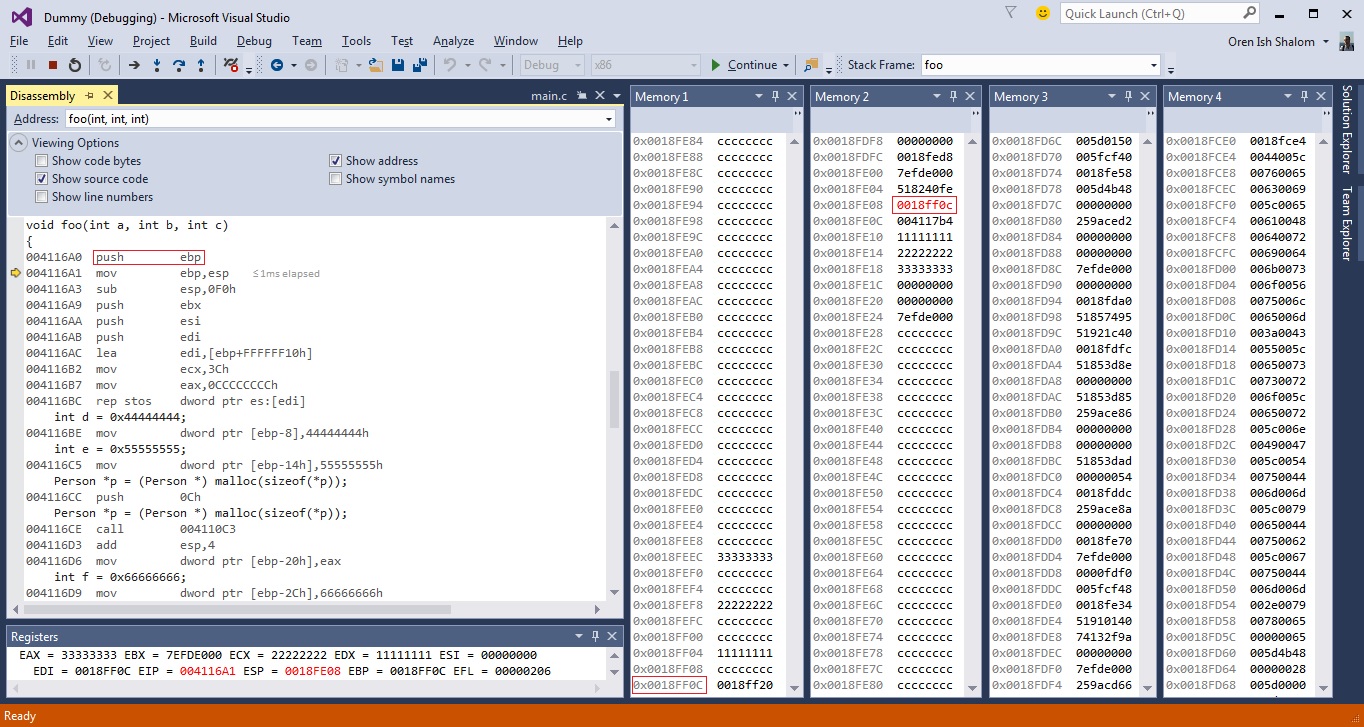 Dummy (Debugging) - Microsoft Visual Studio
Quick Launch (Ctrl+Q)
File Edit View Project Build Debug Team Tools Test Analyze Window Help
Oren Ish Shalom
Debug x86 Continue Stack Frame: foo
Disassembly main.c
Address: foo(int, int, int)
Viewing Options
Show code bytes Show address
Show source code Show symbol names
Show line numbers
void foo(int a, int b, int c)
{
004116A0 push ebp
004116A1 mov ebp,esp ≤1ms elapsed
004116A3 sub esp,0F0h
004116A9 push ebx
004116AA push esi
004116AB push edi
004116AC lea edi,[ebp+FFFFFF10h]
004116B2 mov ecx,3Ch
004116B7 mov eax,0CCCCCCCCh
004116BC rep stos dword ptr es:[edi]
int d = 0x44444444;
004116BE mov dword ptr [ebp-8],44444444h
int e = 0x55555555;
004116C5 mov dword ptr [ebp-14h],55555555h
Person *p = (Person *) malloc(sizeof(*p));
004116CC push 0Ch
Person *p = (Person *) malloc(sizeof(*p));
004116CE call 004110C3
004116D3 add esp,4
004116D6 mov dword ptr [ebp-20h],eax
int f = 0x66666666;
004116D9 mov dword ptr [ebp-2Ch],66666666h
Registers
EAX = 33333333 EBX = 7EFDE000 ECX = 22222222 EDX = 11111111 ESI = 00000000
EDI = 0018FF0C EIP = 004116A1 ESP = 0018FE08 EBP = 0018FF0C EFL = 00000206
Memory 1
0x0018FE84 cccccccc
0x0018FE88 cccccccc
0x0018FE8C cccccccc
0x0018FE90 cccccccc
0x0018FE94 cccccccc
0x0018FE98 cccccccc
0x0018FE9C cccccccc
0x0018FEA0 cccccccc
0x0018FEA4 cccccccc
0x0018FEA8 cccccccc
0x0018FEAC cccccccc
0x0018FEB0 cccccccc
0x0018FEB4 cccccccc
0x0018FEB8 cccccccc
0x0018FEBC cccccccc
0x0018FEC0 cccccccc
0x0018FEC4 cccccccc
0x0018FEC8 cccccccc
0x0018FECC cccccccc
0x0018FED0 cccccccc
0x0018FED4 cccccccc
0x0018FED8 cccccccc
0x0018FEDC cccccccc
0x0018FEE0 cccccccc
0x0018FEE4 cccccccc
0x0018FEE8 cccccccc
0x0018FEEC 33333333
0x0018FEF0 cccccccc
0x0018FEF4 cccccccc
0x0018FEF8 22222222
0x0018FEFC cccccccc
0x0018FF00 cccccccc
0x0018FF04 11111111
0x0018FF08 cccccccc
0x0018FF0C 0018ff20
Memory 2
0x0018FDF8 00000000
0x0018FDFC 0018fed8
0x0018FE00 7efde000
0x0018FE04 518240fe
0x0018FE08 0018ff0c
0x0018FE0C 004117b4
0x0018FE10 11111111
0x0018FE14 22222222
0x0018FE18 33333333
0x0018FE1C 00000000
0x0018FE20 00000000
0x0018FE24 7efde000
0x0018FE28 cccccccc
0x0018FE2C cccccccc
0x0018FE30 cccccccc
0x0018FE34 cccccccc
0x0018FE38 cccccccc
0x0018FE3C cccccccc
0x0018FE40 cccccccc
0x0018FE44 cccccccc
0x0018FE48 cccccccc
0x0018FE4C cccccccc
0x0018FE50 cccccccc
0x0018FE54 cccccccc
0x0018FE58 cccccccc
0x0018FE5C cccccccc
0x0018FE60 cccccccc
0x0018FE64 cccccccc
0x0018FE68 cccccccc
0x0018FE6C cccccccc
0x0018FE70 cccccccc
0x0018FE74 cccccccc
0x0018FE78 cccccccc
0x0018FE7C cccccccc
0x0018FE80 cccccccc
Memory 3
0x0018FD6C 005d0150
0x0018FD70 005fcf40
0x0018FD74 0018fe58
0x0018FD78 005d4b48
0x0018FD7C 00000000
0x0018FD80 259aced2
0x0018FD84 00000000
0x0018FD88 00000000
0x0018FD8C 7efde000
0x0018FD90 00000000
0x0018FD94 0018fda0
0x0018FD98 51857495
0x0018FD9C 51921c40
0x0018FDA0 0018fdfc
0x0018FDA4 51853d8e
0x0018FDA8 00000000
0x0018FDAC 51853d85
0x0018FDB0 259ace86
0x0018FDB4 00000000
0x0018FDB8 00000000
0x0018FDBC 51853dad
0x0018FDC0 00000054
0x0018FDC4 0018fddc
0x0018FDC8 259ace8a
0x0018FDCC 00000000
0x0018FDD0 0018fe70
0x0018FDD4 7efde000
0x0018FDD8 0000fdf0
0x0018FDDC 005fcf48
0x0018FDE0 0018fe34
0x0018FDE4 51910140
0x0018FDE8 74132f9a
0x0018FDEC 00000000
0x0018FDF0 7efde000
0x0018FDF4 259acd66
Memory 4
0x0018FCE0 0018fce4
0x0018FCE4 0044005c
0x0018FCE8 00760065
0x0018FCEC 00630069
0x0018FCF0 005c0065
0x0018FCF4 00610048
0x0018FCF8 00640072
0x0018FCFC 00690064
0x0018FD00 006b0073
0x0018FD04 006f0056
0x0018FD08 0075006c
0x0018FD0C 0065006d
0x0018FD10 003a0043
0x0018FD14 0055005c
0x0018FD18 00650073
0x0018FD1C 00730072
0x0018FD20 006f005c
0x0018FD24 00650072
0x0018FD28 005c006e
0x0018FD2C 00490047
0x0018FD30 005c0054
0x0018FD34 00750044
0x0018FD38 006d006d
0x0018FD3C 005c0079
0x0018FD40 00650044
0x0018FD44 00750062
0x0018FD48 005c0067
0x0018FD4C 00750044
0x0018FD50 006d006d
0x0018FD54 002e0079
0x0018FD58 00780065
0x0018FD5C 00000065
0x0018FD60 005d4b48
0x0018FD64 00000028
0x0018FD68 005d0000
Solution Explorer
Team Explorer
Ready